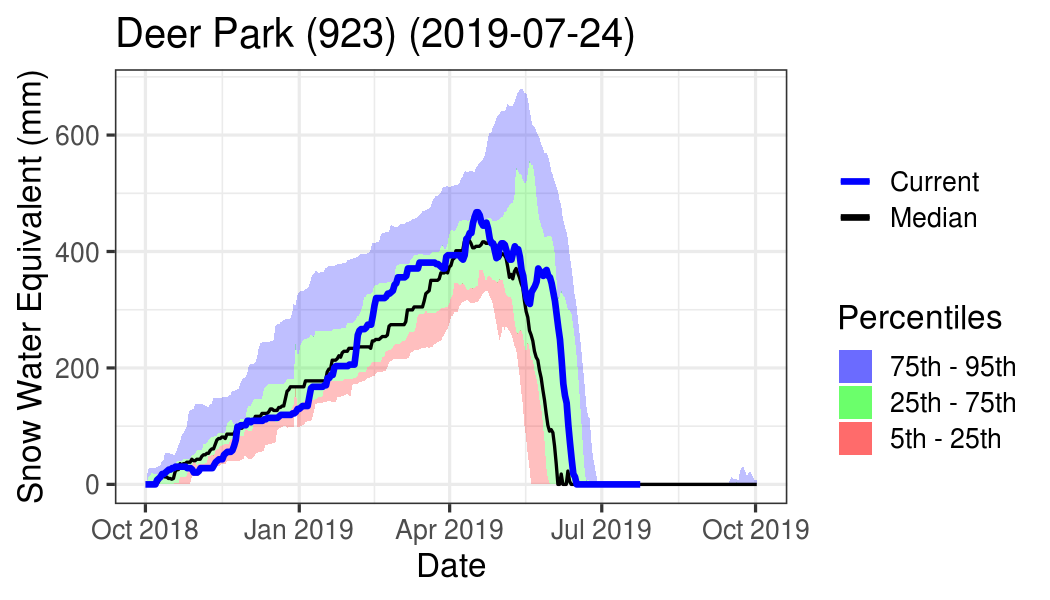 Deer Park (923) (2019-07-24)
Snow Water Equivalent (mm)
600
400
200
0
Oct 2018
Jan 2019
Apr 2019
Jul 2019
Oct 2019
Date
Current
Median
Percentiles
75th - 95th
25th - 75th
5th - 25th